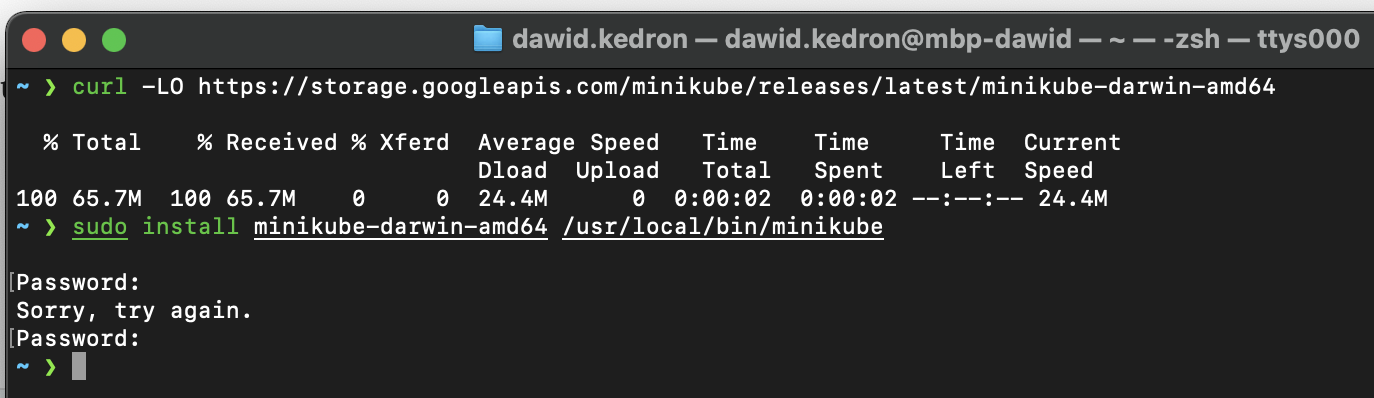 dawid.kedron — dawid.kedron@mbp-dawid — ~ — -zsh — ttys000
~ ❯ curl -LO https://storage.googleapis.com/minikube/releases/latest/minikube-darwin-amd64
% Total % Received % Xferd Average Speed Time Time Time Current
Dload Upload Total Spent Left Speed
100 65.7M 100 65.7M 0 0 24.4M 0 0:00:02 0:00:02 --:--:-- 24.4M
~ ❯ sudo install minikube-darwin-amd64 /usr/local/bin/minikube
[Password:
Sorry, try again.
[Password:
~ ❯